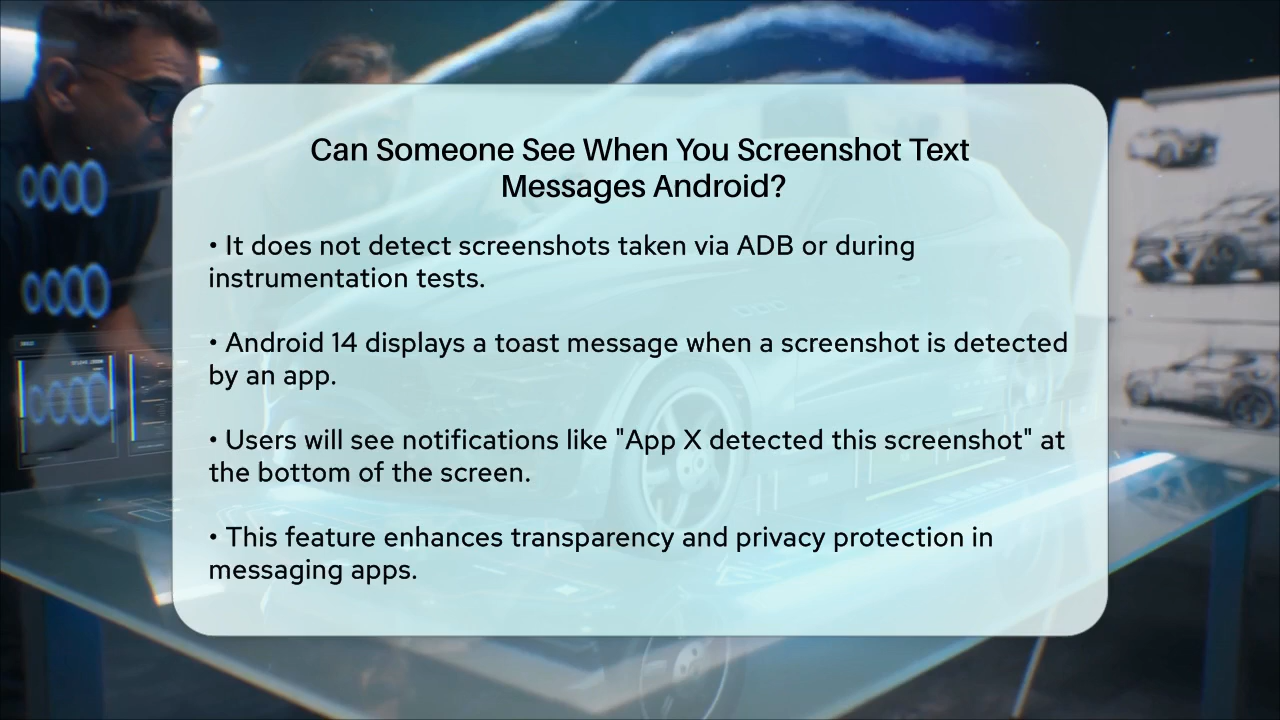 Can Someone See When You Screenshot Text
Messages Android?
• It does not detect screenshots taken via ADB or during
instrumentation tests.
• Android 14 displays a toast message when a screenshot is detected
by an app.
• Users will see notifications like "App X detected this screenshot" at
the bottom of the screen.
• This feature enhances transparency and privacy protection in
messaging apps.